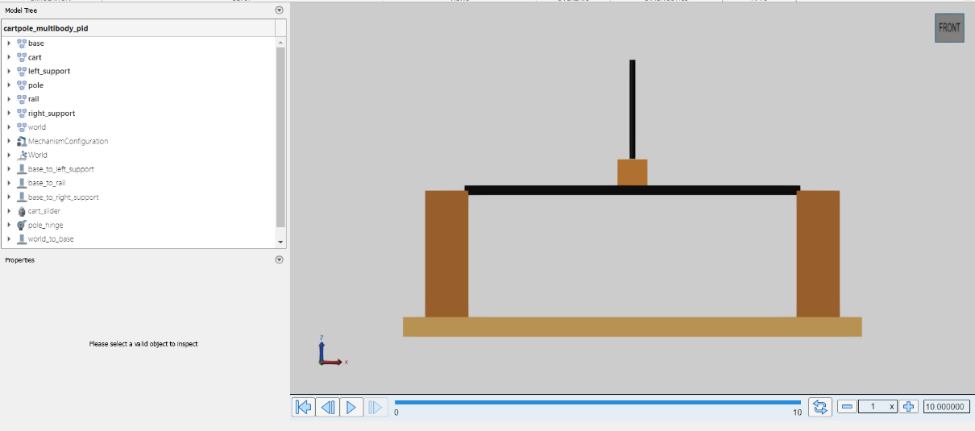 Model Tree
cartpole_multibody_pid
base
cart
left_support
pole
rail
right_support
world
MechanismConfiguration
World
base_to_left_support
base_to_rail
base_to_right_support
cart_slider
pole_hinge
world_to_base
Properties
Please select a valid object to inspect
FRONT
z
x
0
10
1 x
10.000000